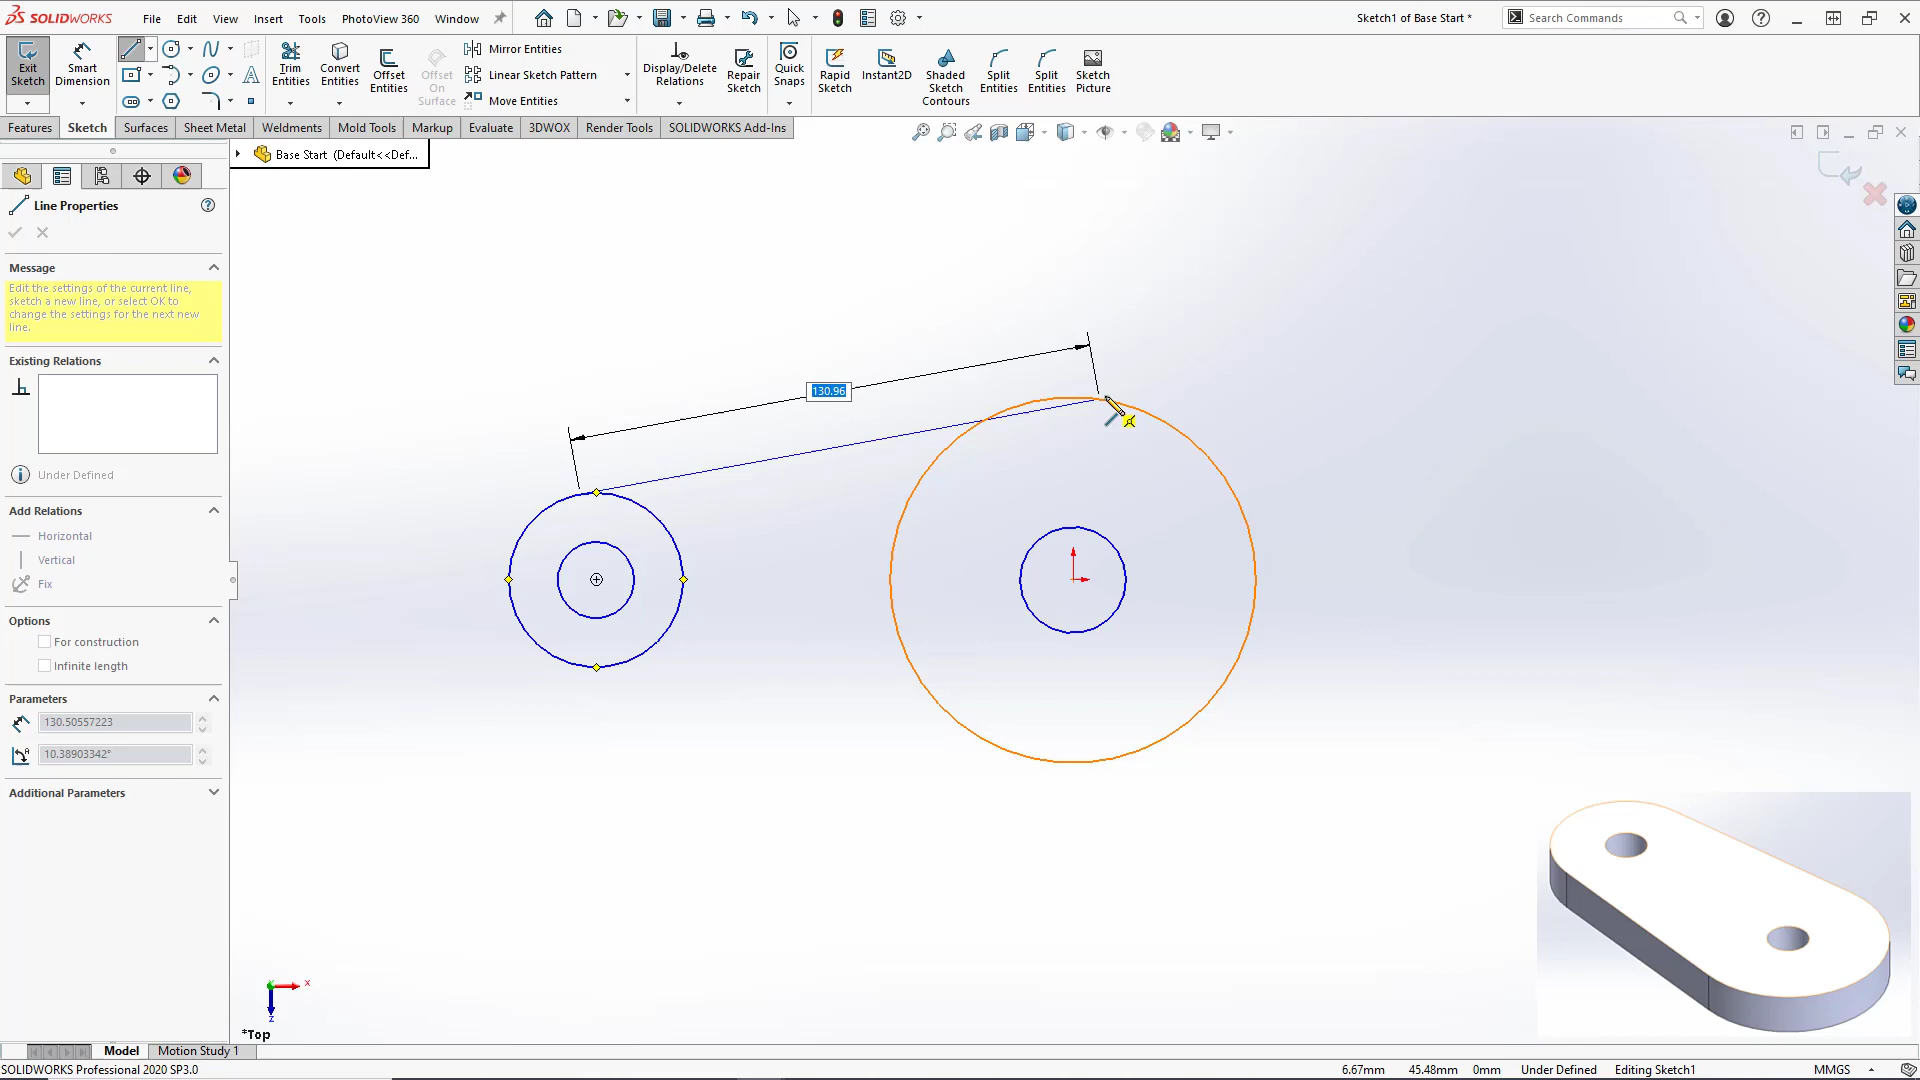 SOLIDWORKS
File Edit View Insert Tools PhotoView 360 Window
Sketch1 of Base Start *
Search Commands
Exit Sketch
Smart Dimension
Trim Entities
Convert Entities
Offset Entities
Offset On Surface
Mirror Entities
Linear Sketch Pattern
Move Entities
Display/Delete Relations
Repair Sketch
Quick Snaps
Rapid Sketch
Instant2D
Shaded Sketch Contours
Split Entities
Split Entities
Sketch Picture
Features Sketch Surfaces Sheet Metal Weldments Mold Tools Markup Evaluate 3DWOX Render Tools SOLIDWORKS Add-Ins
Base Start (Default<<Def...
Line Properties
Message
Edit the settings of the current line,
sketch a new line, or select OK to
change the settings for the next new
line.
Existing Relations
Under Defined
Add Relations
Horizontal
Vertical
Fix
Options
For construction
Infinite length
Parameters
130.50557223
10.38903342°
Additional Parameters
130.96
x
z
*Top
Model Motion Study 1
SOLIDWORKS Professional 2020 SP3.0
6.67mm 45.48mm 0mm Under Defined Editing Sketch1 MMGS